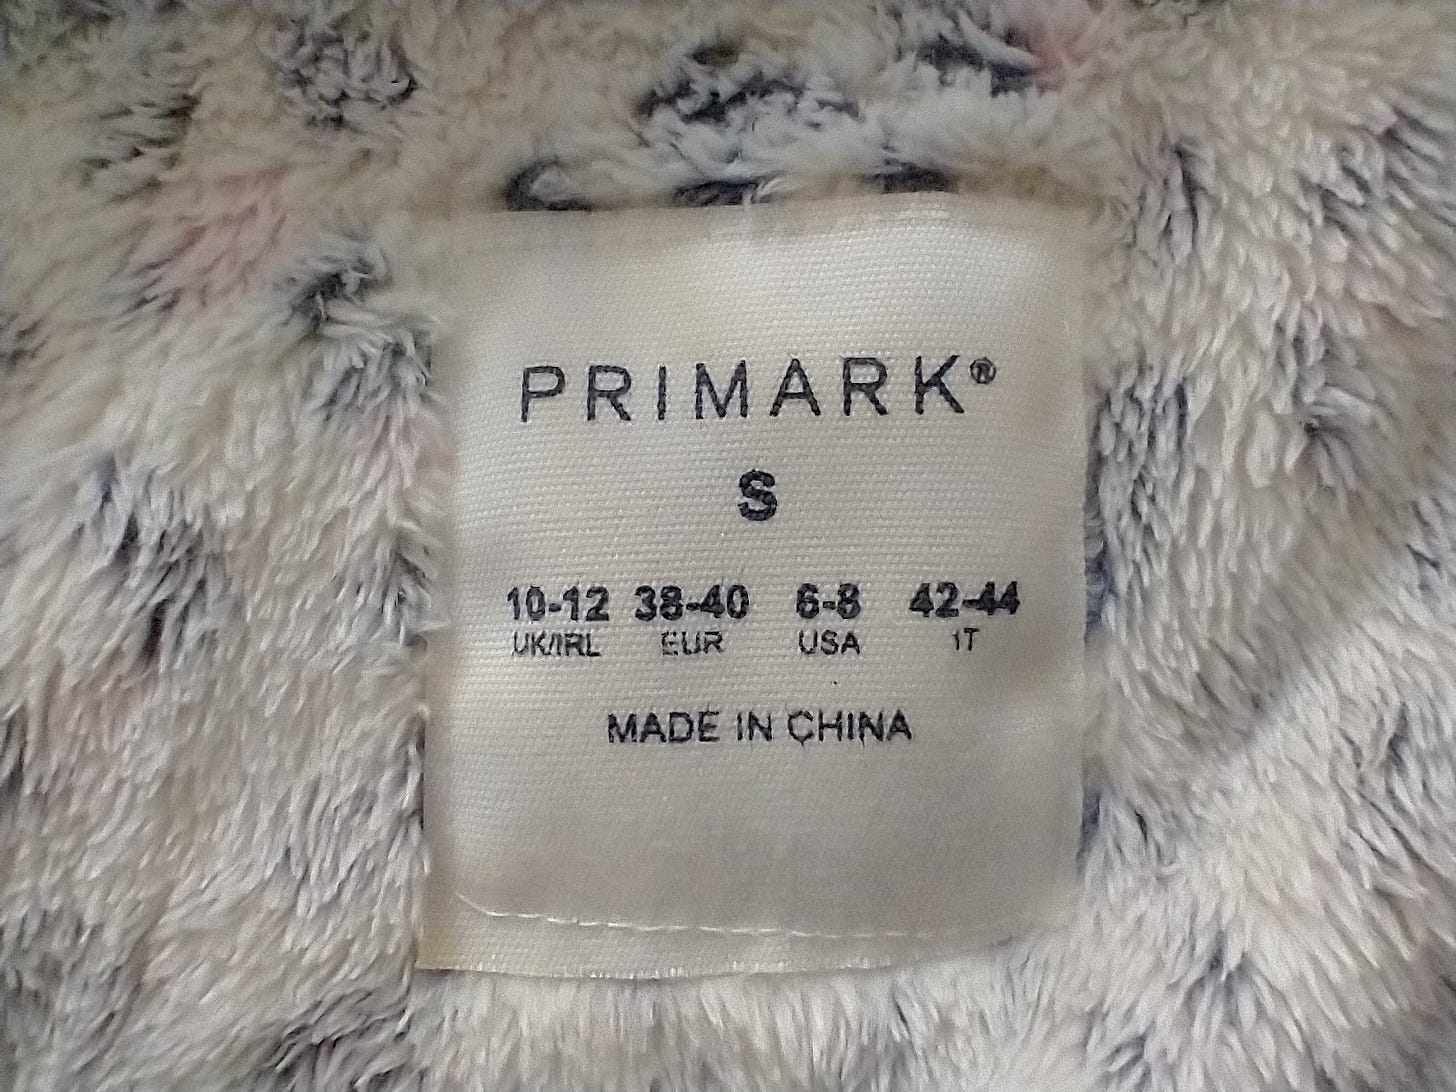 PRIMARK®
S
10-12 38-40 6-8 42-44
UK/IRL EUR USA IT
MADE IN CHINA